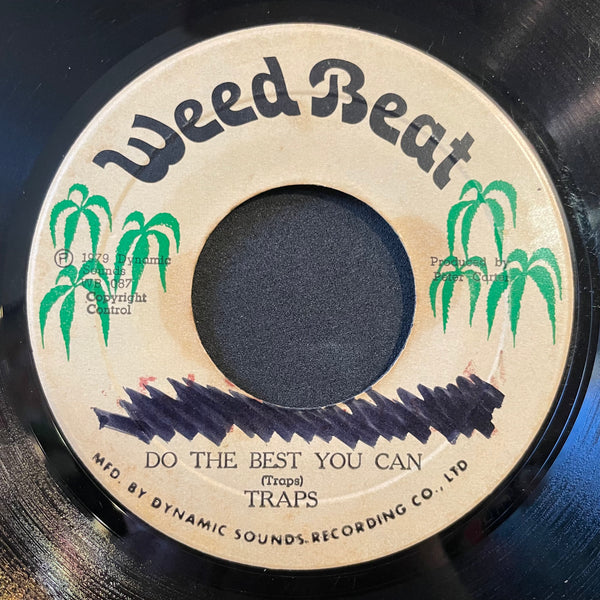 Weed Beat
℗ 1979 Dynamic
Sounds
WB 037
Copyright
Control
Produced by
Peter
DO THE BEST YOU CAN
(Traps)
TRAPS
MFD. BY DYNAMIC SOUNDS RECORDING CO., LTD